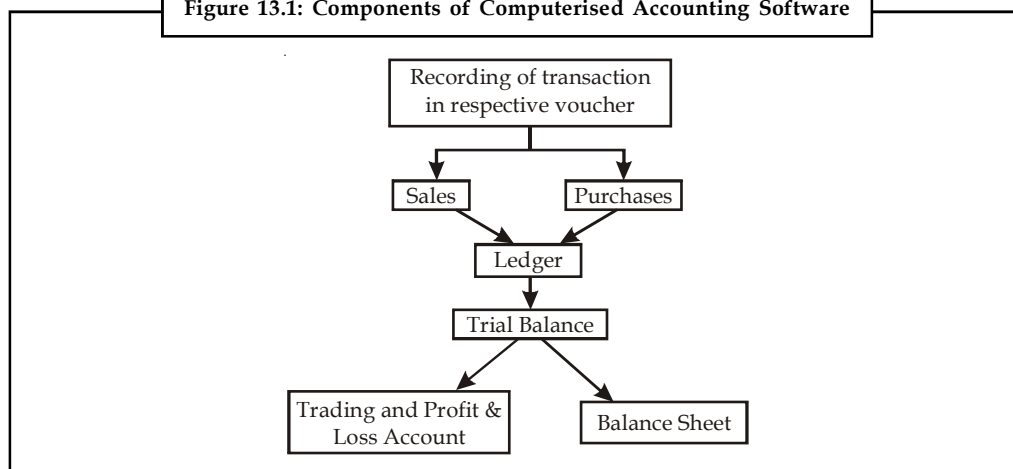 Figure 13.1: Components of Computerised Accounting Software
Recording of transaction
in respective voucher
Sales
Purchases
Ledger
Trial Balance
Trading and Profit &
Loss Account
Balance Sheet